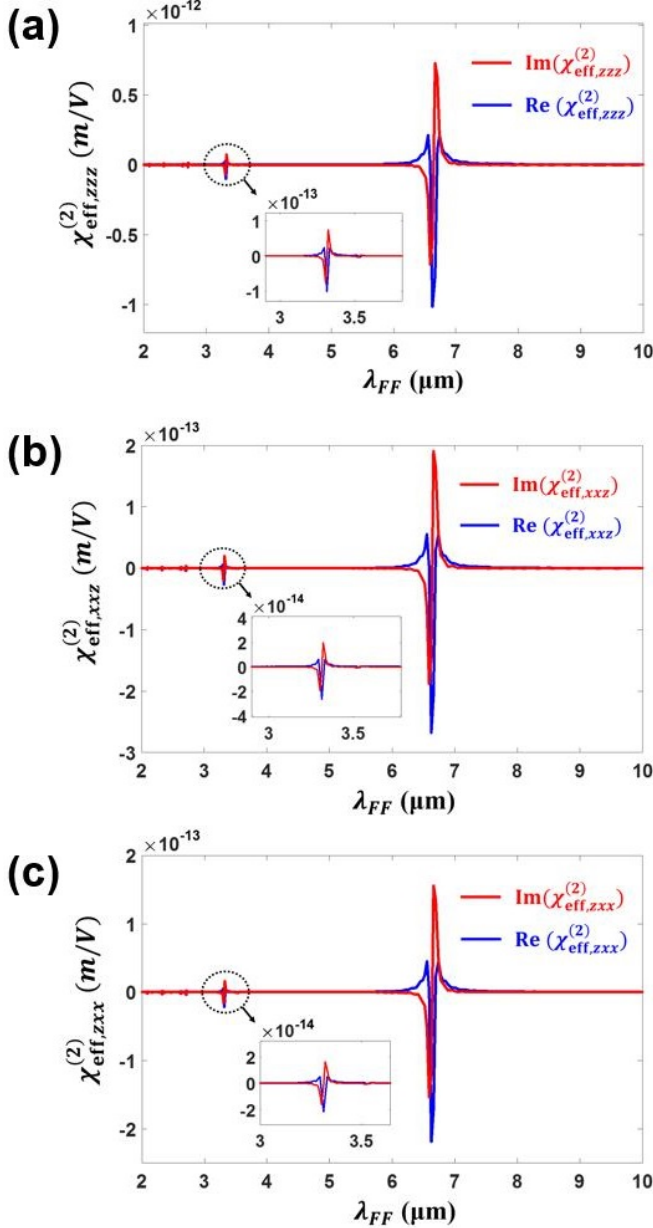 (a)
×10⁻¹²
1
0.5
0
-0.5
-1
χ⁽²⁾eff,zzz (m/V)
Im(χ⁽²⁾eff,zzz)
Re (χ⁽²⁾eff,zzz)
×10⁻¹³
1
0
-1
3 3.5
2 3 4 5 6 7 8 9 10
λFF (μm)
(b)
×10⁻¹³
2
1
0
-1
-2
-3
χ⁽²⁾eff,xxz (m/V)
Im(χ⁽²⁾eff,xxz)
Re (χ⁽²⁾eff,xxz)
×10⁻¹⁴
4
2
0
-2
-4
3 3.5
2 3 4 5 6 7 8 9 10
λFF (μm)
(c)
×10⁻¹³
2
1
0
-1
-2
χ⁽²⁾eff,zxx (m/V)
Im(χ⁽²⁾eff,zxx)
Re (χ⁽²⁾eff,zxx)
×10⁻¹⁴
2
0
-2
3 3.5
2 3 4 5 6 7 8 9 10
λFF (μm)